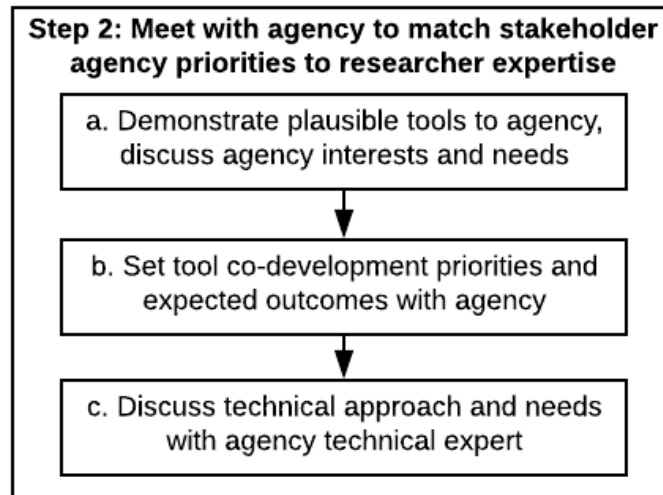 Step 2: Meet with agency to match stakeholder
agency priorities to researcher expertise
a. Demonstrate plausible tools to agency,
discuss agency interests and needs
b. Set tool co-development priorities and
expected outcomes with agency
c. Discuss technical approach and needs
with agency technical expert